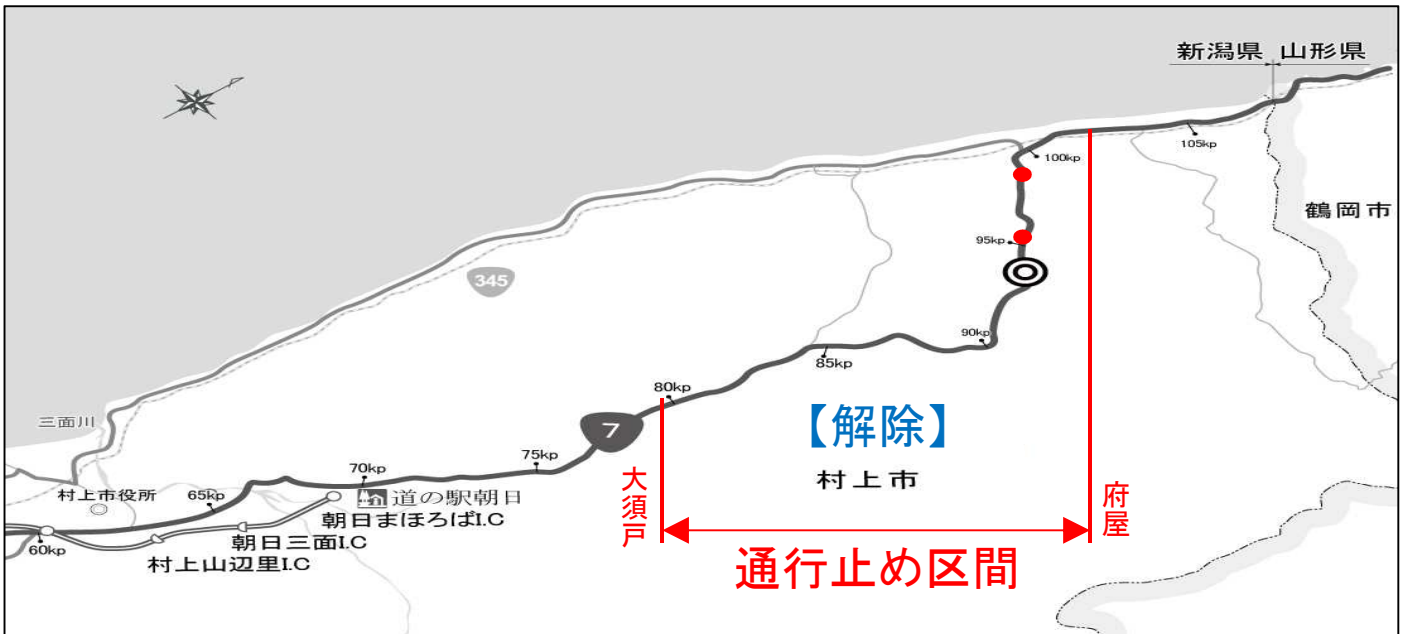 新潟県 山形県
105kp
100kp
鶴岡市
95kp
345
90kp
85kp
80kp
三面川
7
【解除】
75kp
70kp
大須戸
村上市
府屋
村上市役所
65kp
道の駅朝日
朝日まほろばI.C
朝日三面I.C
60kp
村上山辺里I.C
通行止め区間